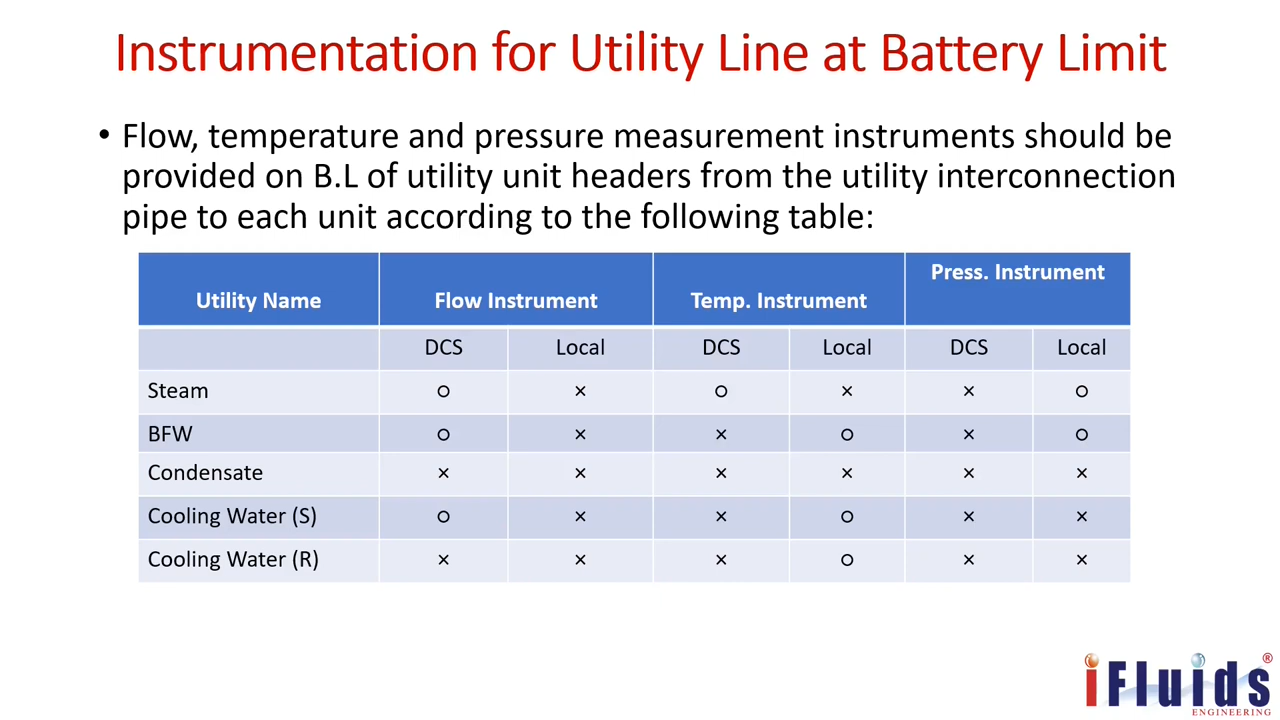 Instrumentation for Utility Line at Battery Limit
• Flow, temperature and pressure measurement instruments should be
provided on B.L of utility unit headers from the utility interconnection
pipe to each unit according to the following table:
Utility Name Flow Instrument Temp. Instrument Press. Instrument
DCS Local DCS Local DCS Local
Steam ○ × ○ × × ○
BFW ○ × × ○ × ○
Condensate × × × × × ×
Cooling Water (S) ○ × × ○ × ×
Cooling Water (R) × × × ○ × ×
iFluids®
ENGINEERING